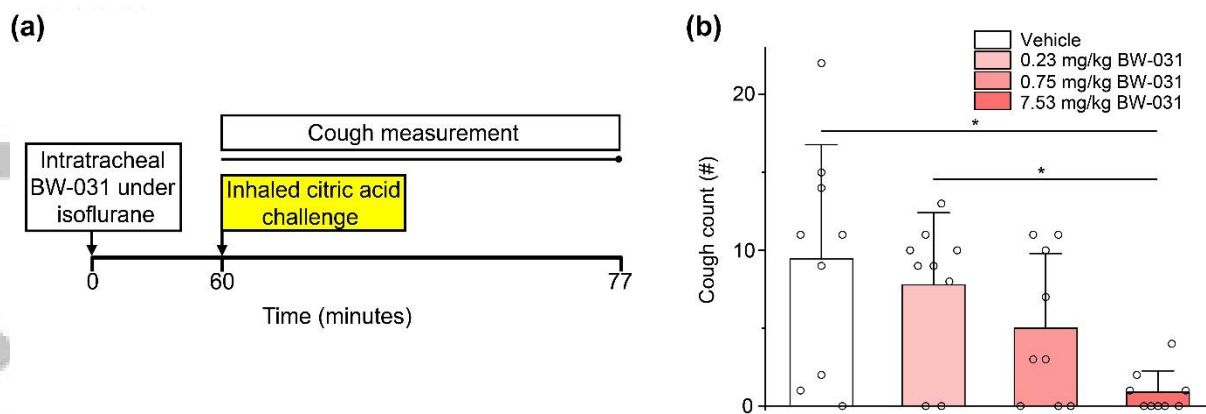 (a)
Cough measurement
Intratracheal
BW-031 under
isoflurane
Inhaled citric acid
challenge
0
60
77
Time (minutes)
(b)
Vehicle
0.23 mg/kg BW-031
0.75 mg/kg BW-031
7.53 mg/kg BW-031
Cough count (#)
20
10
0
*
*